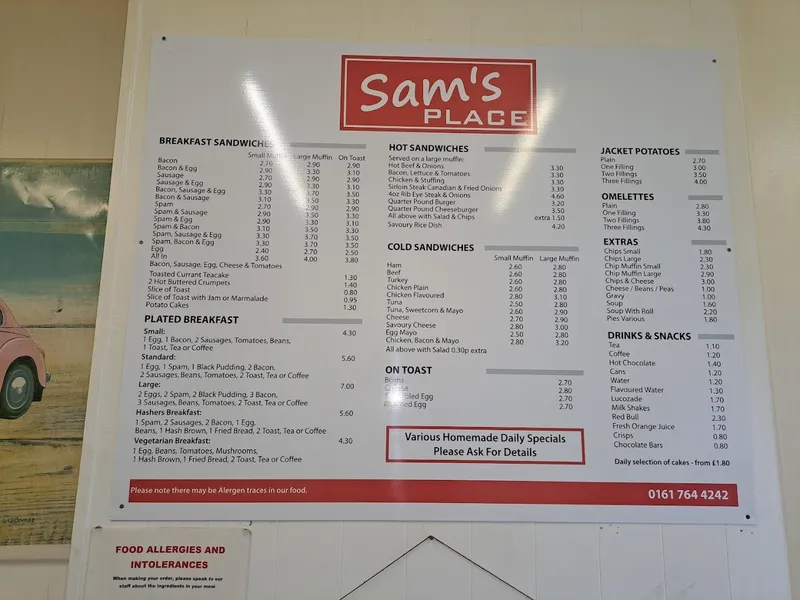 Sam's
PLACE
BREAKFAST SANDWICHES
Small Muffin Large Muffin On Toast
Bacon 2.70 2.90 2.90
Bacon & Egg 2.90 3.30 3.10
Sausage 2.70 2.90 2.90
Sausage & Egg 2.90 3.30 3.10
Bacon, Sausage & Egg 3.30 3.70 3.50
Bacon & Sausage 3.10 3.50 3.30
Spam 2.70 2.90 2.90
Spam & Sausage 2.90 3.50 3.30
Spam & Egg 2.90 3.30 3.10
Spam & Bacon 3.10 3.50 3.30
Spam, Sausage & Egg 3.30 3.70 3.50
Spam, Bacon & Egg 3.30 3.70 3.50
Egg 2.40 2.70 2.50
All In 3.60 4.00 3.80
Bacon, Sausage, Egg, Cheese & Tomatoes
Toasted Currant Teacake 1.30
2 Hot Buttered Crumpets 1.40
Slice of Toast 0.80
Slice of Toast with Jam or Marmalade 0.95
Potato Cakes 1.30
PLATED BREAKFAST
Small: 4.30
1 Egg, 1 Bacon, 2 Sausages, Tomatoes, Beans,
1 Toast, Tea or Coffee
Standard: 5.60
1 Egg, 1 Spam, 1 Black Pudding, 2 Bacon,
2 Sausages, Beans, Tomatoes, 2 Toast, Tea or Coffee
Large: 7.00
2 Eggs, 2 Spam, 2 Black Pudding, 3 Bacon,
3 Sausages, Beans, Tomatoes, 2 Toast, Tea or Coffee
Hashers Breakfast: 5.60
1 Spam, 2 Sausages, 2 Bacon, 1 Egg,
Beans, 1 Hash Brown, 1 Fried Bread, 2 Toast, Tea or Coffee
Vegetarian Breakfast: 4.30
1 Egg, Beans, Tomatoes, Mushrooms,
1 Hash Brown, 1 Fried Bread, 2 Toast, Tea or Coffee
HOT SANDWICHES
Served on a large muffin:
Hot Beef & Onions 3.30
Bacon, Lettuce & Tomatoes 3.30
Chicken & Stuffing 3.30
Sirloin Steak Canadian & Fried Onions 3.30
4oz Rib Eye Steak & Onions 4.60
Quarter Pound Burger 3.20
Quarter Pound Cheeseburger 3.50
All above with Salad & Chips extra 1.50
Savoury Rice Dish 4.20
COLD SANDWICHES
Small Muffin Large Muffin
Ham 2.60 2.80
Beef 2.60 2.80
Turkey 2.60 2.80
Chicken Plain 2.60 2.80
Chicken Flavoured 2.80 3.10
Tuna 2.50 2.80
Tuna, Sweetcorn & Mayo 2.60 2.90
Cheese 2.70 2.90
Savoury Cheese 2.80 3.00
Egg Mayo 2.50 2.80
Chicken, Bacon & Mayo 2.80 3.20
All above with Salad 0.30p extra
ON TOAST
Beans 2.70
2.80
Egg 2.70
Egg 2.70
Various Homemade Daily Specials
Please Ask For Details
JACKET POTATOES
Plain 2.70
One Filling 3.00
Two Fillings 3.50
Three Fillings 4.00
OMELETTES
Plain 2.80
One Filling 3.30
Two Fillings 3.80
Three Fillings 4.30
EXTRAS
Chips Small 1.80
Chips Large 2.30
Chip Muffin Small 2.30
Chip Muffin Large 2.90
Chips & Cheese 3.00
Cheese / Beans / Peas 1.00
Gravy 1.00
Soup 1.60
Soup With Roll 2.20
Pies Various 1.80
DRINKS & SNACKS
Tea 1.10
Coffee 1.20
Hot Chocolate 1.40
Cans 1.20
Water 1.20
Flavoured Water 1.30
Lucozade 1.70
Milk Shakes 1.70
Red Bull 2.30
Fresh Orange Juice 1.70
Crisps 0.80
Chocolate Bars 0.80
Daily selection of cakes - from £1.80
Please note there may be Alergen traces in our food. 0161 764 4242
FOOD ALLERGIES AND
INTOLERANCES
When making your order, please speak to our
staff about the ingredients in your meal